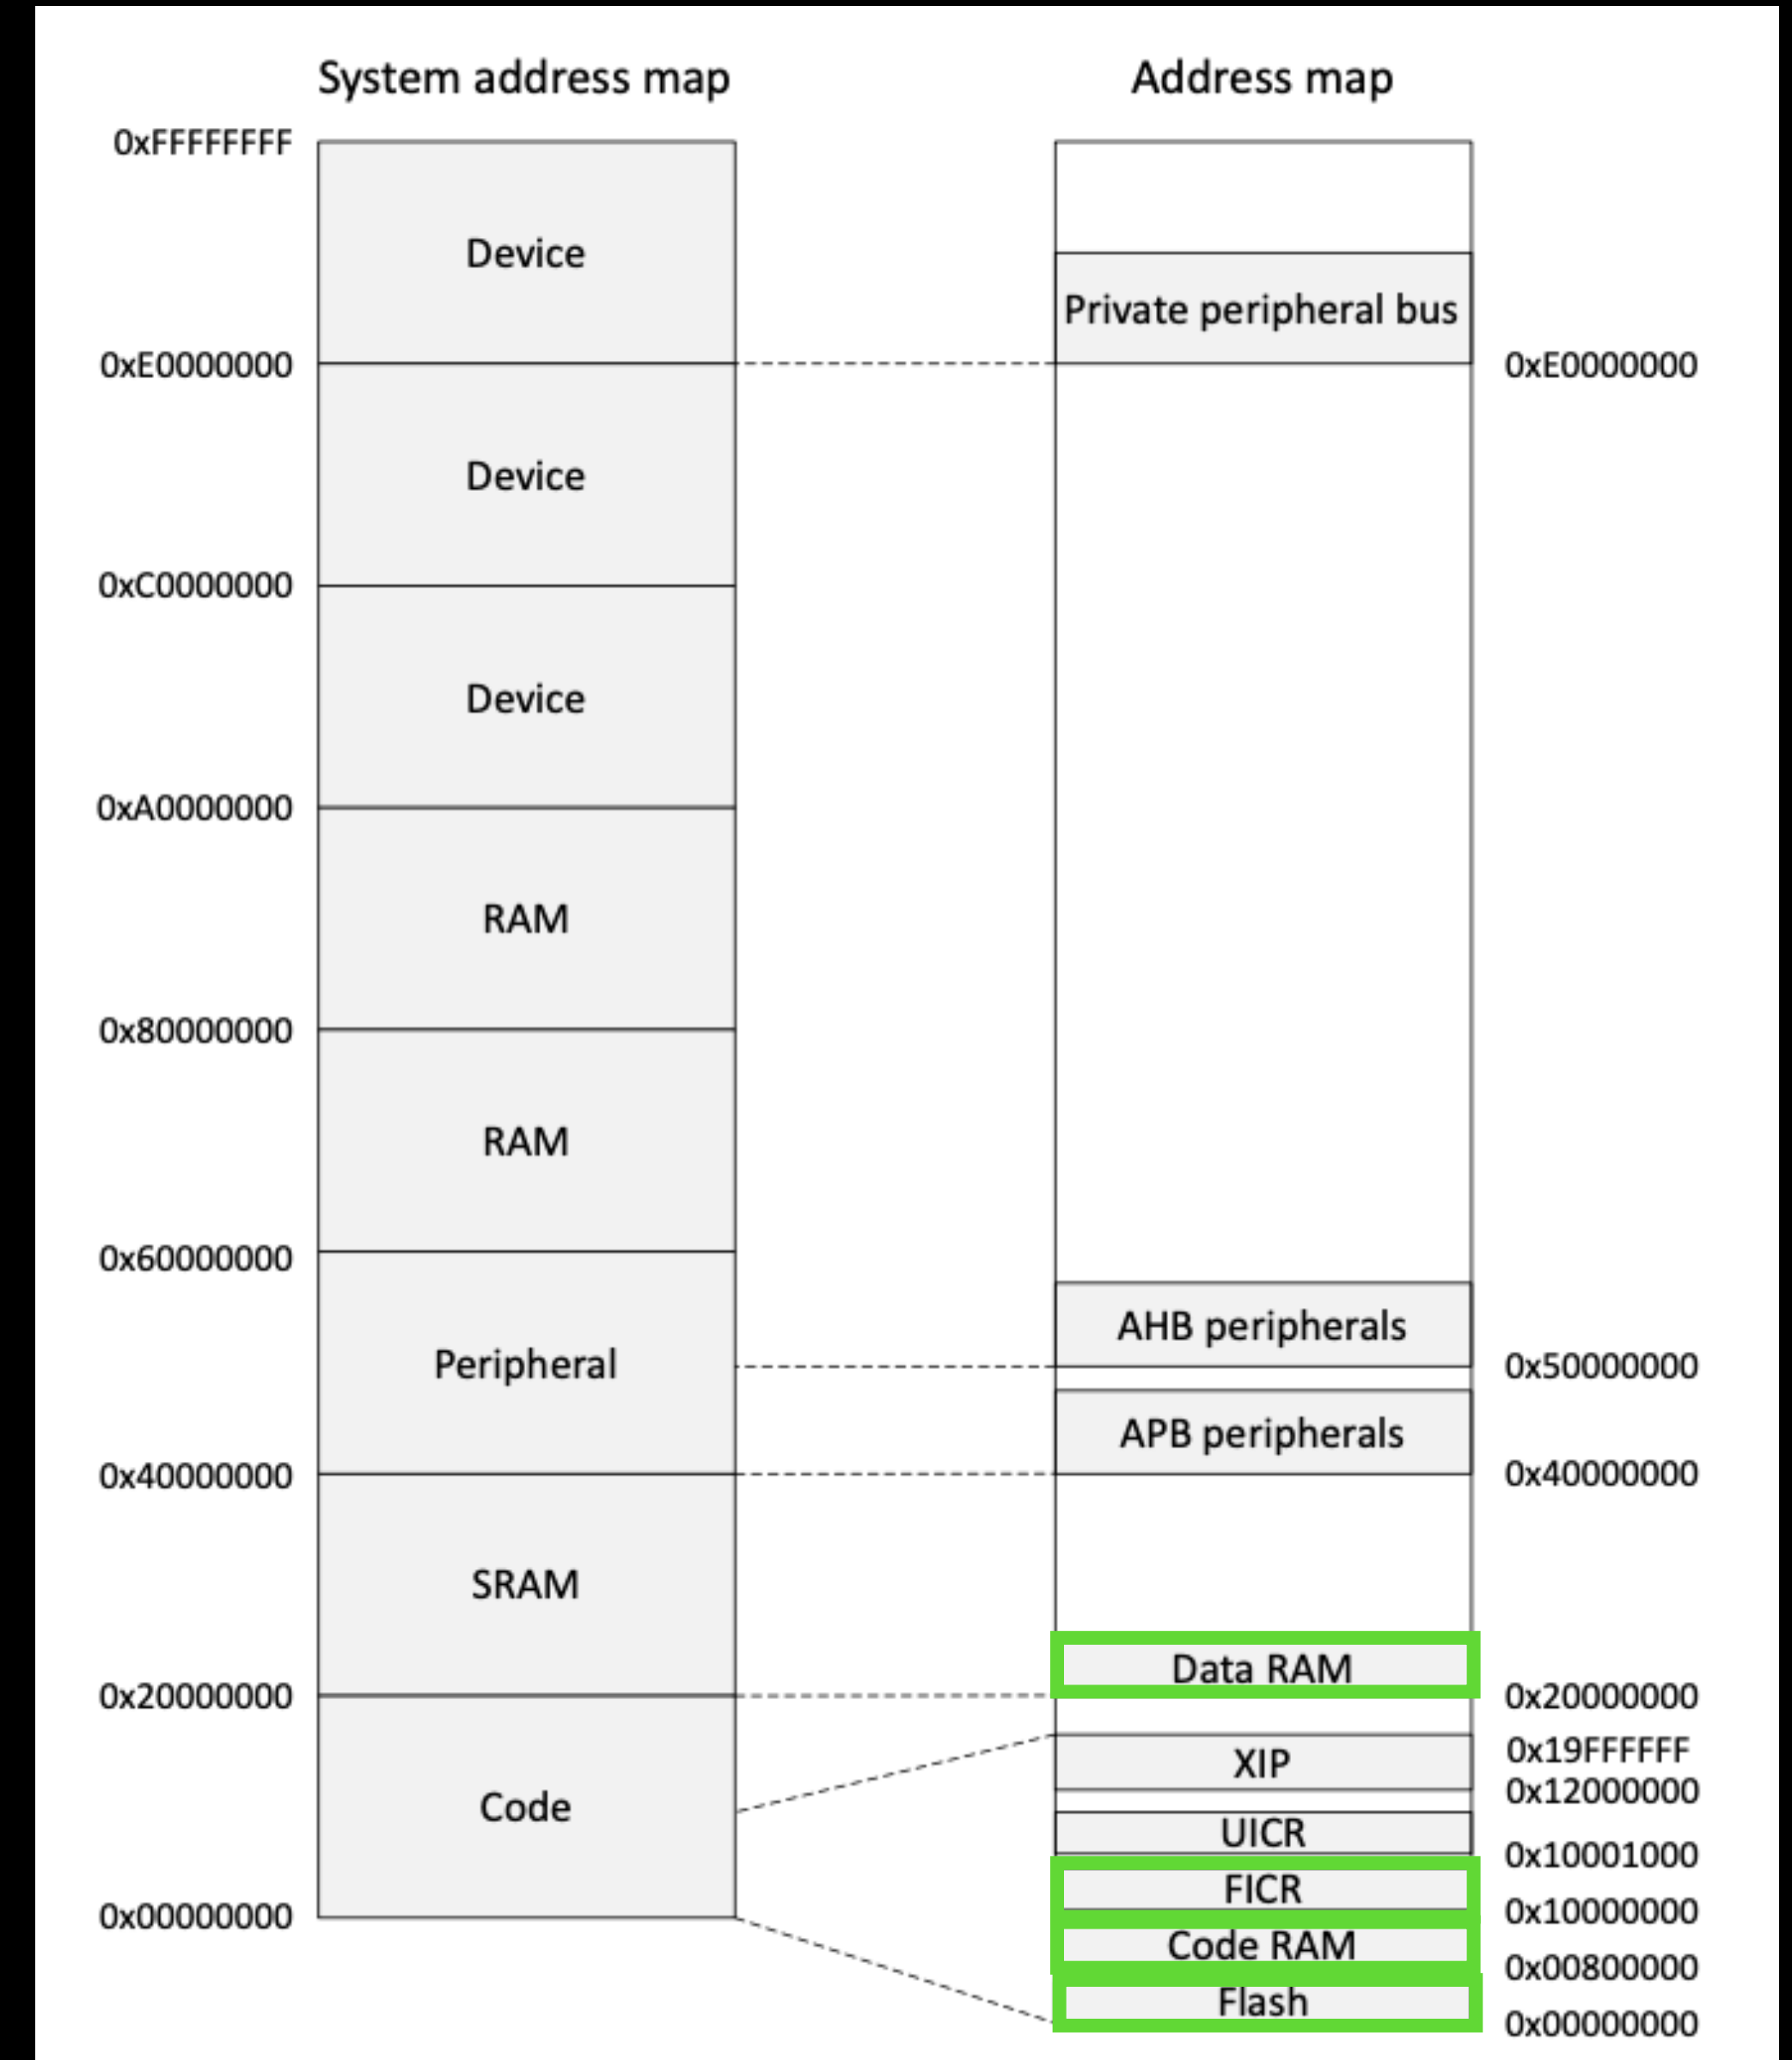 System address map
Address map
0xFFFFFFFF
Device
Private peripheral bus
0xE0000000
0xE0000000
Device
0xC0000000
Device
0xA0000000
RAM
0x80000000
RAM
0x60000000
AHB peripherals
Peripheral
0x50000000
APB peripherals
0x40000000
0x40000000
SRAM
Data RAM
0x20000000
0x20000000
0x19FFFFFF
XIP
0x12000000
Code
UICR
0x10001000
FICR
0x10000000
0x00000000
Code RAM
0x00800000
Flash
0x00000000